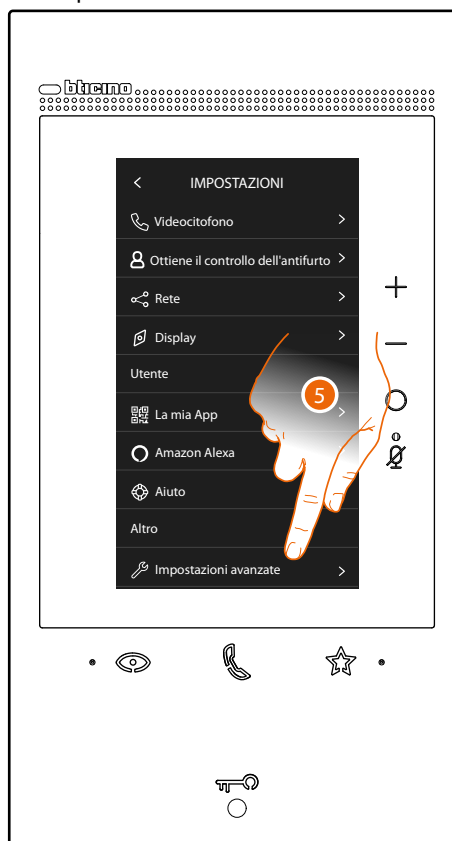 bticino
IMPOSTAZIONI
Videocitofono
Ottiene il controllo dell'antifurto
Rete
Display
Utente
5
La mia App
Amazon Alexa
Aiuto
Altro
Impostazioni avanzate